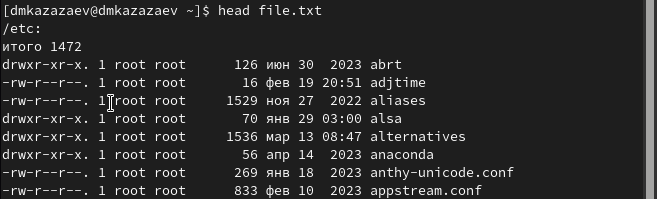 [dmkazazaev@dmkazazaev ~]$ head file.txt
/etc:
итого 1472
drwxr-xr-x. 1 root root      126 июн 30  2023 abrt
-rw-r--r--. 1 root root       16 фев 19 20:51 adjtime
-rw-r--r--. 1 root root     1529 ноя 27  2022 aliases
drwxr-xr-x. 1 root root       70 янв 29 03:00 alsa
drwxr-xr-x. 1 root root     1536 мар 13 08:47 alternatives
drwxr-xr-x. 1 root root       56 апр 14  2023 anaconda
-rw-r--r--. 1 root root      269 янв 18  2023 anthy-unicode.conf
-rw-r--r--. 1 root root      833 фев 10  2023 appstream.conf